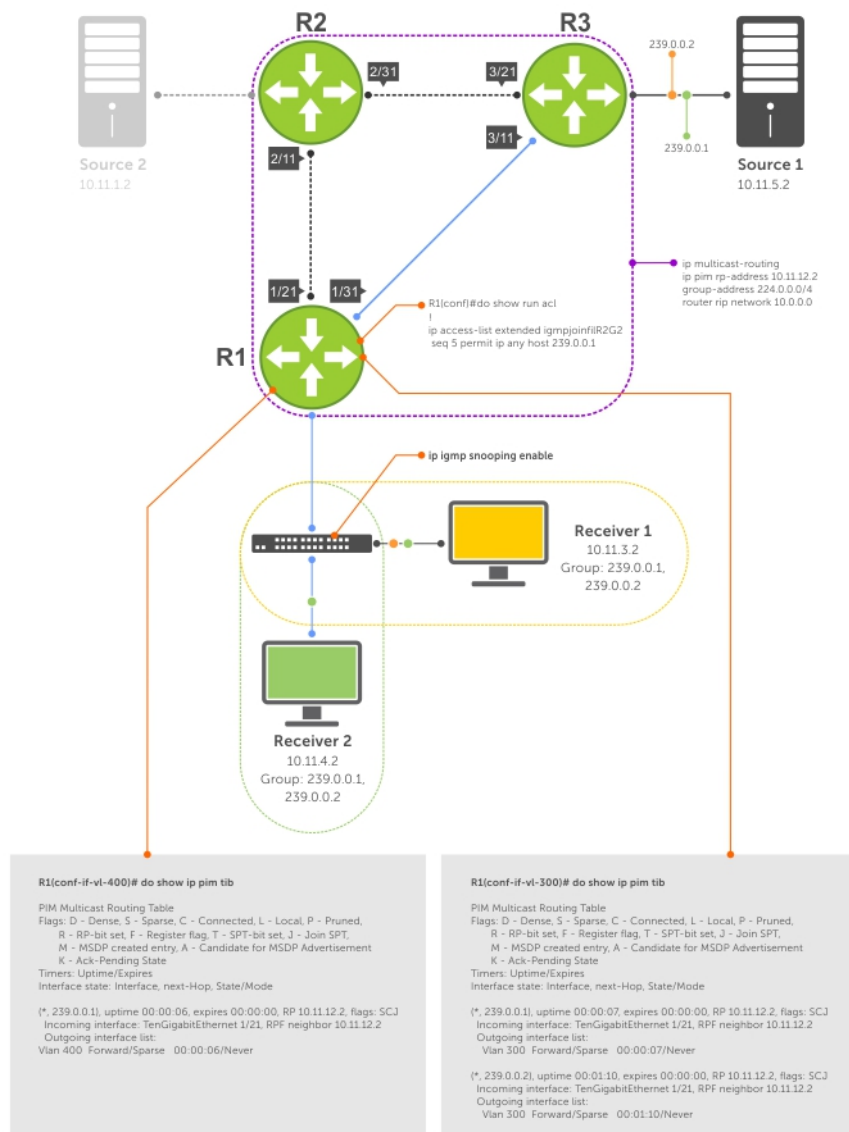 R2
R3
239.0.0.2
2/31
3/21
3/11
239.0.0.1
2/11
Source 2
10.11.1.2
Source 1
10.11.5.2
ip multicast-routing
ip pim rp-address 10.11.12.2
group-address 224.0.0.0/4
router rip network 10.0.0.0
1/21
1/31
R1(conf)#do show run acl
!
ip access-list extended igmpjoinfilR2G2
seq 5 permit ip any host 239.0.0.1
R1
ip igmp snooping enable
Receiver 1
10.11.3.2
Group: 239.0.0.1,
239.0.0.2
Receiver 2
10.11.4.2
Group: 239.0.0.1,
239.0.0.2
R1(conf-if-vl-400)# do show ip pim tib
PIM Multicast Routing Table
Flags: D - Dense, S - Sparse, C - Connected, L - Local, P - Pruned,
R - RP-bit set, F - Register flag, T - SPT-bit set, J - Join SPT,
M - MSDP created entry, A - Candidate for MSDP Advertisement
K - Ack-Pending State
Timers: Uptime/Expires
Interface state: Interface, next-Hop, State/Mode
(*, 239.0.0.1), uptime 00:00:06, expires 00:00:00, RP 10.11.12.2, flags: SCJ
Incoming interface: TenGigabitEthernet 1/21, RPF neighbor 10.11.12.2
Outgoing interface list:
Vlan 400 Forward/Sparse 00:00:06/Never
R1(conf-if-vl-300)# do show ip pim tib
PIM Multicast Routing Table
Flags: D - Dense, S - Sparse, C - Connected, L - Local, P - Pruned,
R - RP-bit set, F - Register flag, T - SPT-bit set, J - Join SPT,
M - MSDP created entry, A - Candidate for MSDP Advertisement
K - Ack-Pending State
Timers: Uptime/Expires
Interface state: Interface, next-Hop, State/Mode
(*, 239.0.0.1), uptime 00:00:07, expires 00:00:00, RP 10.11.12.2, flags: SCJ
Incoming interface: TenGigabitEthernet 1/21, RPF neighbor 10.11.12.2
Outgoing interface list:
Vlan 300 Forward/Sparse 00:00:07/Never
(*, 239.0.0.2), uptime 00:01:10, expires 00:00:00, RP 10.11.12.2, flags: SCJ
Incoming interface: TenGigabitEthernet 1/21, RPF neighbor 10.11.12.2
Outgoing interface list:
Vlan 300 Forward/Sparse 00:01:10/Never